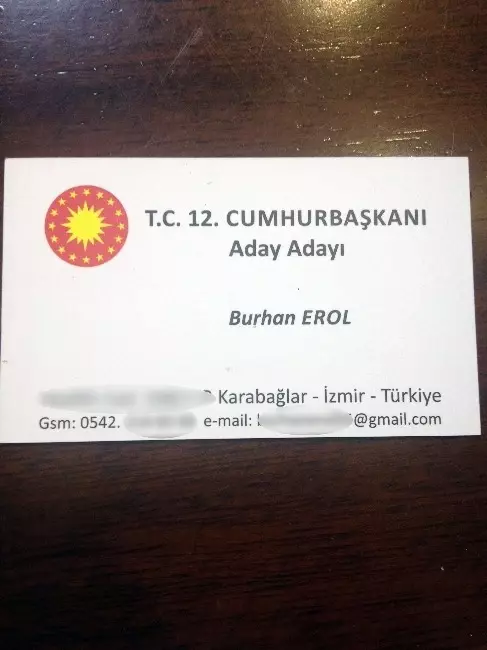 T.C. 12. CUMHURBAŞKANI
Aday Adayı
Burhan EROL
Karabağlar - İzmir - Türkiye
Gsm: 0542. e-mail: @gmail.com